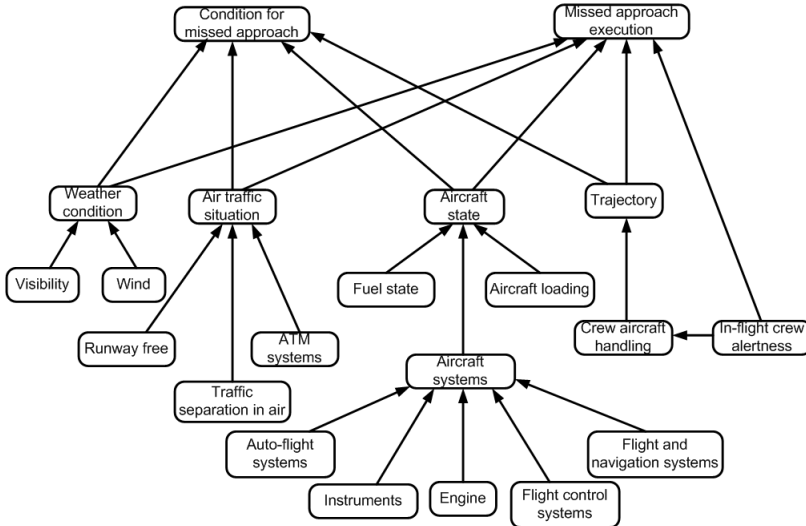 Condition for
missed approach
Missed approach
execution
Weather
condition
Air traffic
situation
Aircraft
state
Trajectory
Visibility
Wind
Fuel state
Aircraft loading
Runway free
ATM
systems
Crew aircraft
handling
In-flight crew
alertness
Aircraft
systems
Traffic
separation in air
Auto-flight
systems
Flight and
navigation systems
Instruments
Engine
Flight control
systems